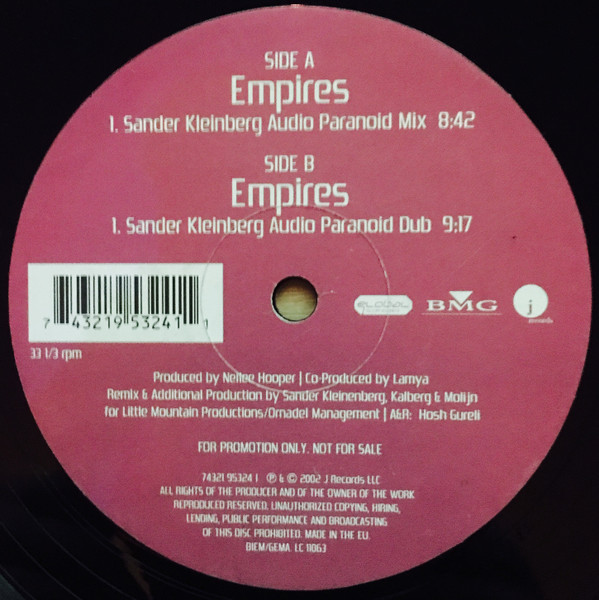 SIDE A
Empires
1. Sander Kleinberg Audio Paranoid Mix 8:42
SIDE B
Empires
1. Sander Kleinberg Audio Paranoid Dub 9:17
7 43219 53241 1
BMG
j
records
33 1/3 rpm
Produced by Nellee Hooper | Co-Produced by Lamya
Remix & Additional Production by Sander Kleinenberg, Kalberg & Molijn
for Little Mountain Productions/Ornadel Management | A&R: Hosh Gureli
FOR PROMOTION ONLY. NOT FOR SALE
74321 95324 1 ℗ & © 2002 J Records LLC
ALL RIGHTS OF THE PRODUCER AND OF THE OWNER OF THE WORK
REPRODUCED RESERVED. UNAUTHORIZED COPYING, HIRING,
LENDING, PUBLIC PERFORMANCE AND BROADCASTING
OF THIS DISC PROHIBITED. MADE IN THE EU.
BIEM/GEMA. LC 11063